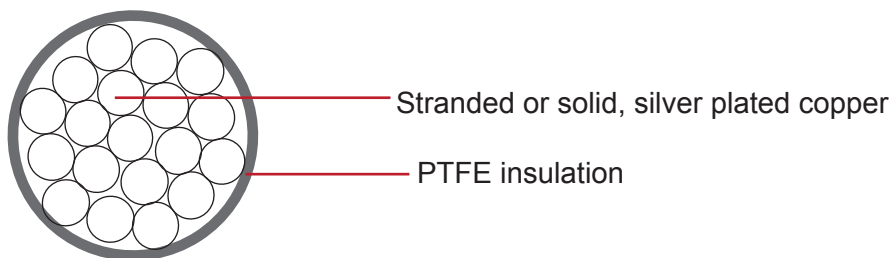 Stranded or solid, silver plated copper
PTFE insulation